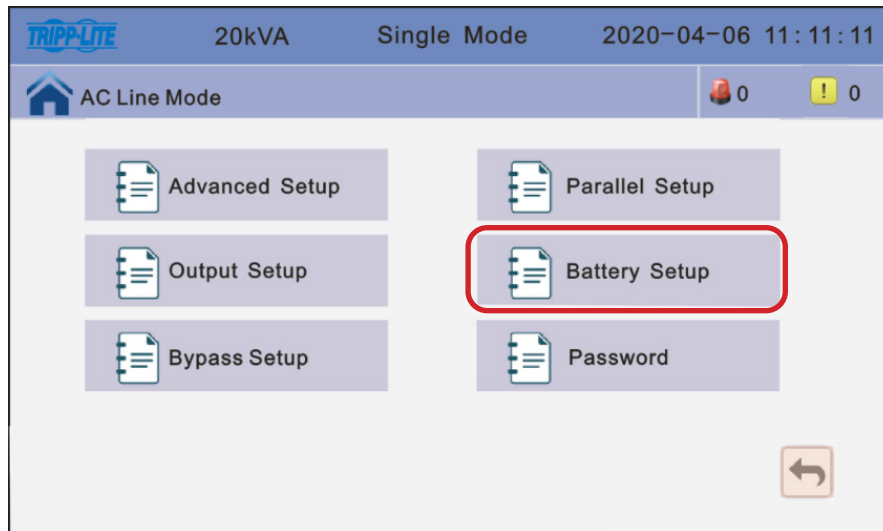 TRIPP-LITE 20kVA Single Mode 2020-04-06 11:11:11
AC Line Mode 0 ! 0
Advanced Setup Parallel Setup
Output Setup Battery Setup
Bypass Setup Password